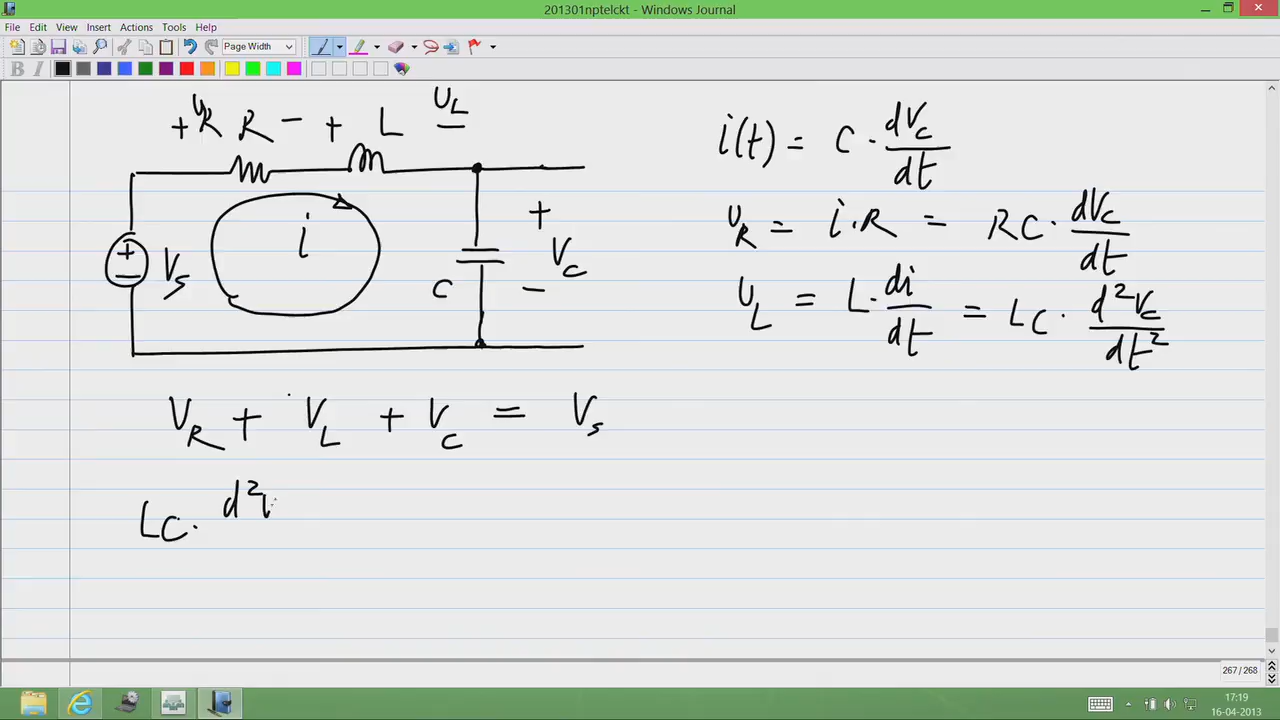 201301nptelckt - Windows Journal
File Edit View Insert Actions Tools Help
Page Width
B I
+ v_R R - + L v_L -
i(t) = C · dv_c/dt
v_R = i·R = RC · dv_c/dt
+ - V_s i C + V_c -
v_L = L · di/dt = LC · d²v_c/dt²
V_R + V_L + V_C = V_s
LC · d²v
267 / 268
17:19
16-04-2013